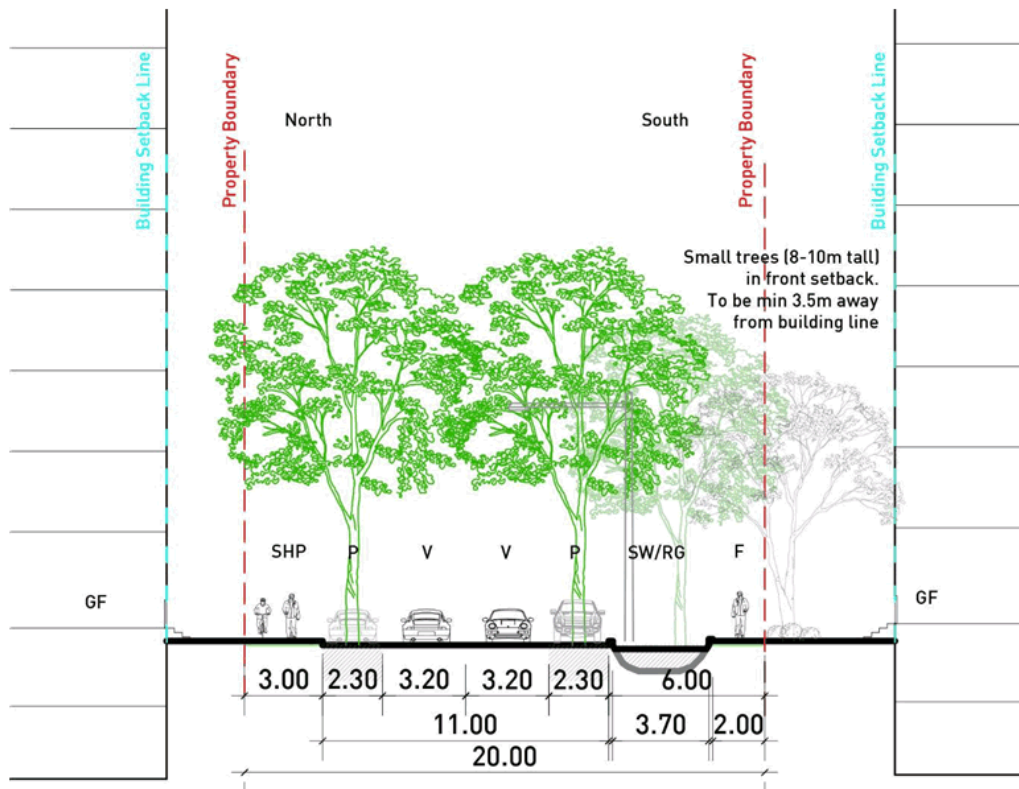 Building Setback Line
Property Boundary
North
South
Property Boundary
Building Setback Line
Small trees (8-10m tall)
in front setback.
To be min 3.5m away
from building line
SHP
P
V
V
P
SW/RG
F
GF
GF
3.00
2.30
3.20
3.20
2.30
6.00
11.00
3.70
2.00
20.00